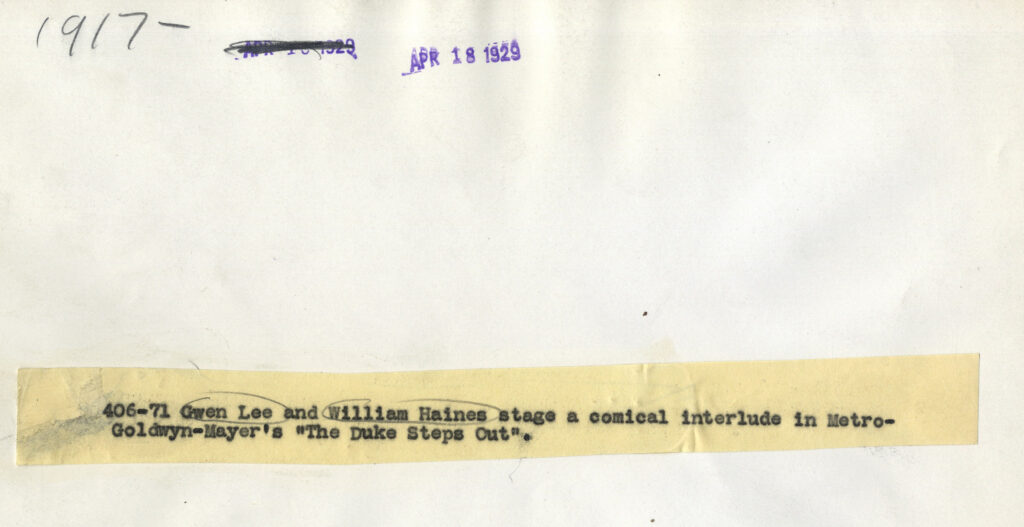 1917-
APR 18 1929
406-71 Gwen Lee and William Haines stage a comical interlude in Metro-
Goldwyn-Mayer's "The Duke Steps Out".